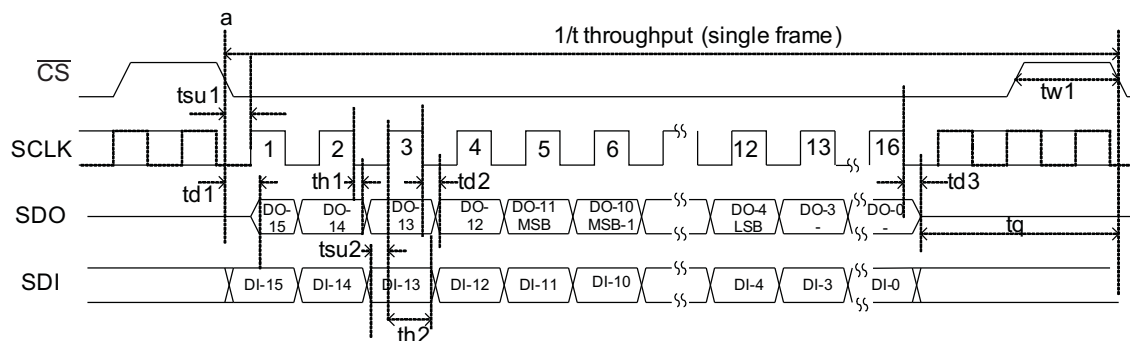 a
1/t throughput (single frame)
CS
tsu1
tw1
SCLK
1 2 3 4 5 6 12 13 16
td1
th1
td2
td3
SDO
DO-15 DO-14 DO-13 DO-12 DO-11 MSB DO-10 MSB-1 DO-4 LSB DO-3 - DO-0 -
tsu2
tq
SDI
DI-15 DI-14 DI-13 DI-12 DI-11 DI-10 DI-4 DI-3 DI-0
th2